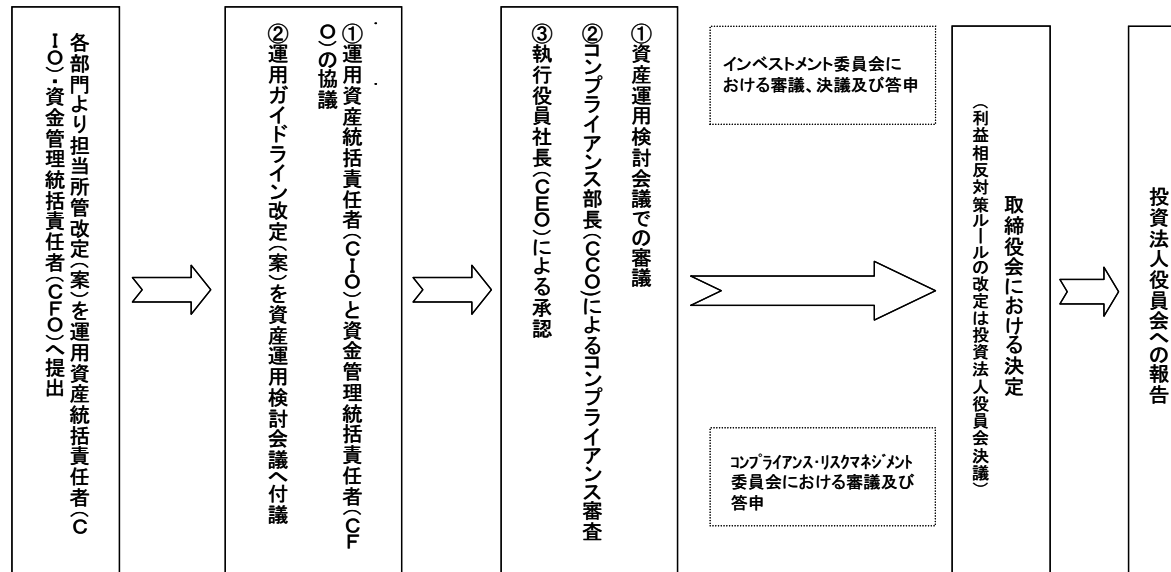 各部門より担当所管改定(案)を運用資産統括責任者(C
IO)・資金管理統括責任者(CFO)へ提出
①運用資産統括責任者(CIO)と資金管理統括責任者(CF
O)の協議
②運用ガイドライン改定(案)を資産運用検討会議へ付議
①資産運用検討会議での審議
②コンプライアンス部長(CCO)によるコンプライアンス審査
③執行役員社長(CEO)による承認
インベストメント委員会に
おける審議、決議及び答申
コンプライアンス・リスクマネジメント
委員会における審議及び
答申
取締役会における決定
(利益相反対策ルールの改定は投資法人役員会決議)
投資法人役員会への報告